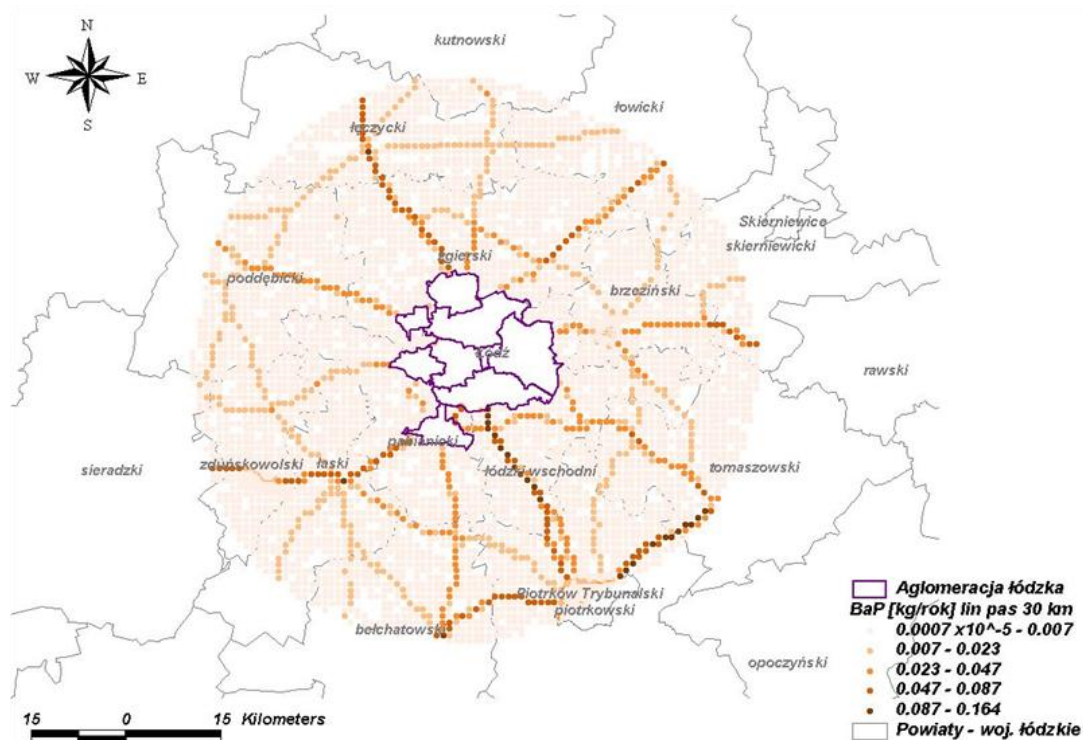 N
W E
S
kutnowski
łowicki
łęczycki
Skierniewice
skierniewicki
zgierski
poddębicki
brzeziński
Łódź
rawski
pabianicki
sieradzki
zduńskowolski
łaski
łódzki wschodni
tomaszowski
Piotrków Trybunalski
piotrkowski
bełchatowski
opoczyński
Aglomeracja łódzka
BaP [kg/rok] lin pas 30 km
0.0007 x10^-5 - 0.007
0.007 - 0.023
0.023 - 0.047
0.047 - 0.087
0.087 - 0.164
Powiaty - woj. łódzkie
15 0 15 Kilometers